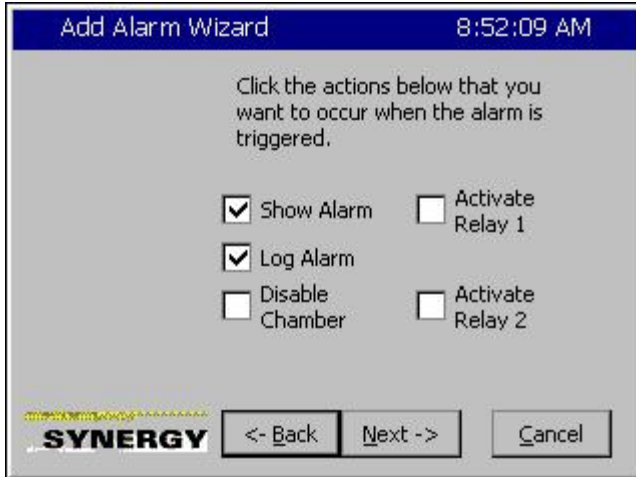 Add Alarm Wizard 8:52:09 AM
Click the actions below that you
want to occur when the alarm is
triggered.
Show Alarm
Activate
Relay 1
Log Alarm
Disable
Chamber
Activate
Relay 2
SYNERGY
<- Back
Next ->
Cancel